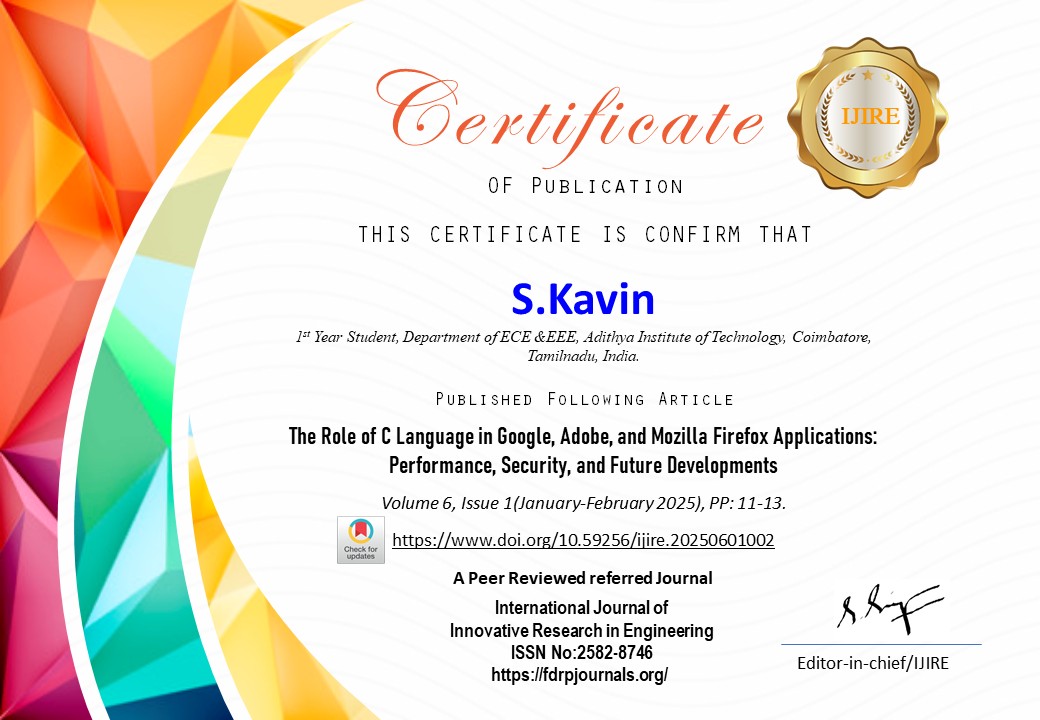 Certificate
IJIRE
OF PUBLICATION
THIS CERTIFICATE IS CONFIRM THAT
S.Kavin
1st Year Student, Department of ECE &EEE, Adithya Institute of Technology, Coimbatore,
Tamilnadu, India.
PUBLISHED FOLLOWING ARTICLE
The Role of C Language in Google, Adobe, and Mozilla Firefox Applications:
Performance, Security, and Future Developments
Volume 6, Issue 1(January-February 2025), PP: 11-13.
Check for
updates
https://www.doi.org/10.59256/ijire.20250601002
A Peer Reviewed referred Journal
International Journal of
Innovative Research in Engineering
ISSN No:2582-8746
https://fdrpjournals.org/
Editor-in-chief/IJIRE